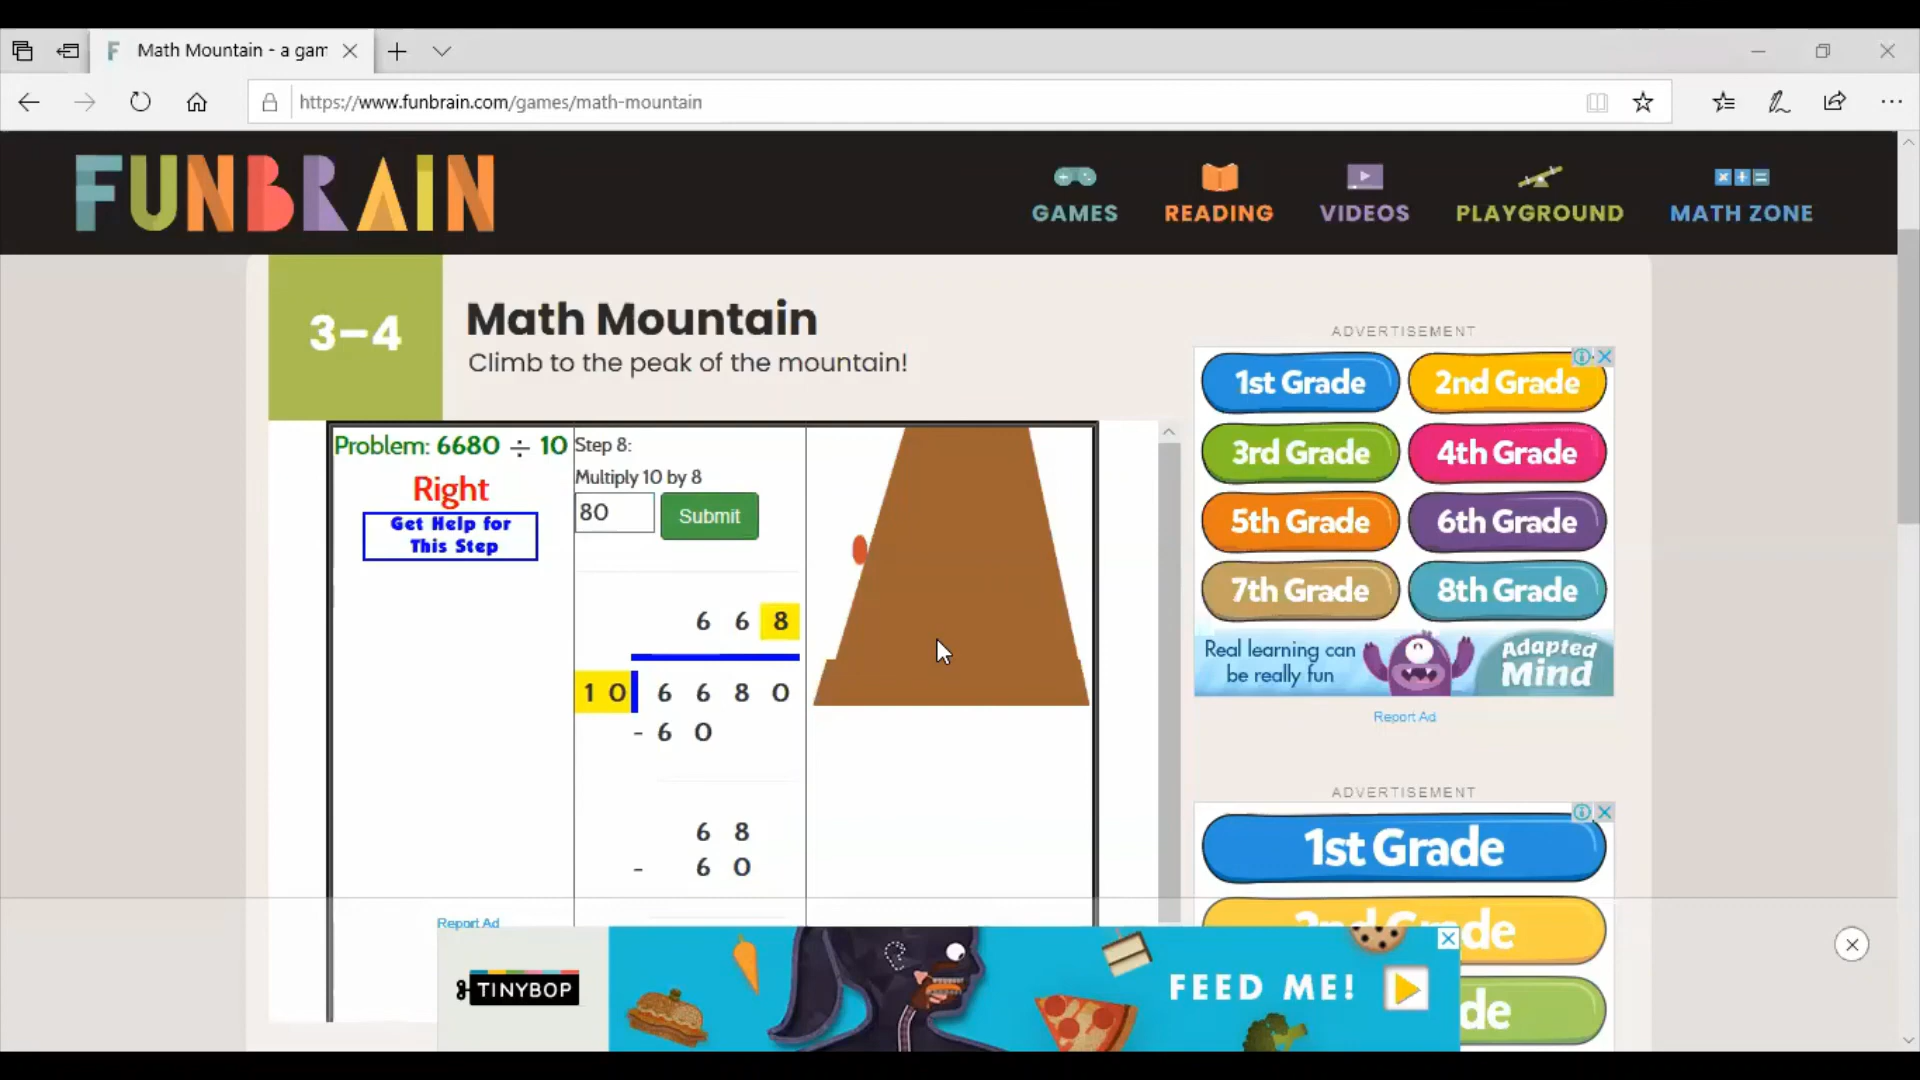 Math Mountain - a gam
https://www.funbrain.com/games/math-mountain
FUNBRAIN
GAMES
READING
VIDEOS
PLAYGROUND
MATH ZONE
3–4
Math Mountain
Climb to the peak of the mountain!
Problem: 6680 ÷ 10
Right
Get Help for
This Step
Step 8:
Multiply 10 by 8
80
Submit
6 6 8
10 6 6 8 0
- 6 0
6 8
- 6 0
ADVERTISEMENT
1st Grade 2nd Grade
3rd Grade 4th Grade
5th Grade 6th Grade
7th Grade 8th Grade
Real learning can
be really fun
Adapted
Mind
Report Ad
ADVERTISEMENT
1st Grade
2nd Grade
de
Report Ad
TINYBOP
FEED ME!